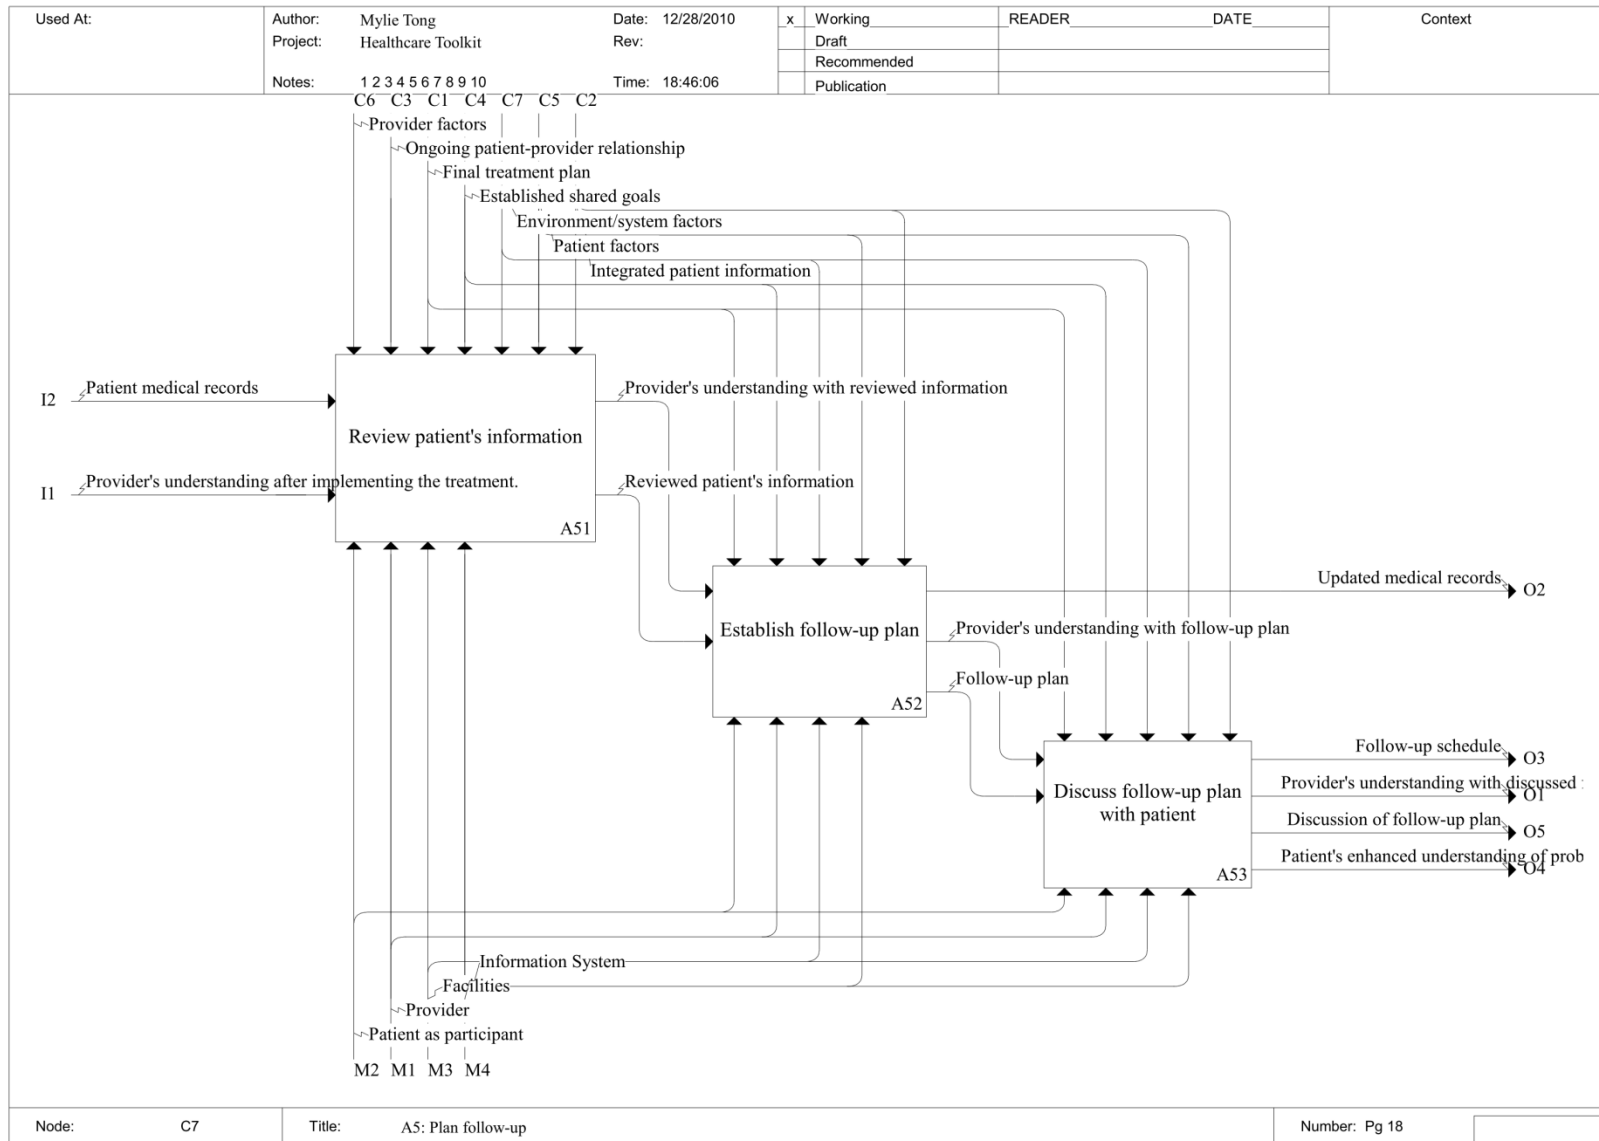 Used At:
Author: Mylie Tong
Date: 12/28/2010
x Working
READER DATE
Context
Project: Healthcare Toolkit
Rev:
Draft
Recommended
Notes: 1 2 3 4 5 6 7 8 9 10
Time: 18:46:06
Publication
C6 C3 C1 C4 C7 C5 C2
Provider factors
Ongoing patient-provider relationship
Final treatment plan
Established shared goals
Environment/system factors
Patient factors
Integrated patient information
I2 Patient medical records
Provider's understanding with reviewed information
Review patient's information
I1 Provider's understanding after implementing the treatment.
Reviewed patient's information
A51
Updated medical records O2
Establish follow-up plan
Provider's understanding with follow-up plan
Follow-up plan
A52
Follow-up schedule O3
Provider's understanding with discussed
O1
Discuss follow-up plan
with patient
Discussion of follow-up plan O5
Patient's enhanced understanding of prob
O4
A53
Information System
Facilities
Provider
Patient as participant
M2 M1 M3 M4
Node: C7
Title: A5: Plan follow-up
Number: Pg 18